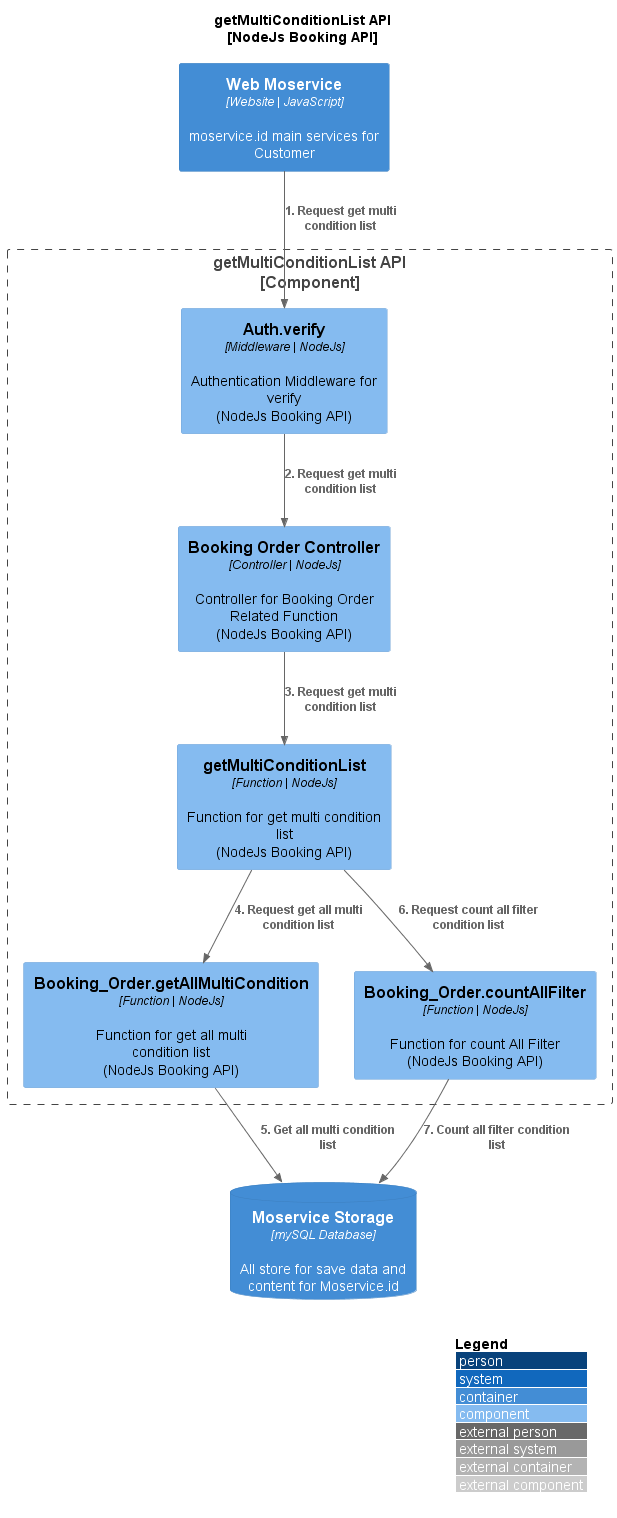 getMultiConditionList API
[NodeJs Booking API]
Web Moservice
[Website | JavaScript]
moservice.id main services for
Customer
1. Request get multi
condition list
getMultiConditionList API
[Component]
Auth.verify
[Middleware | NodeJs]
Authentication Middleware for
verify
(NodeJs Booking API)
2. Request get multi
condition list
Booking Order Controller
[Controller | NodeJs]
Controller for Booking Order
Related Function
(NodeJs Booking API)
3. Request get multi
condition list
getMultiConditionList
[Function | NodeJs]
Function for get multi condition
list
(NodeJs Booking API)
4. Request get all multi
condition list
6. Request count all filter
condition list
Booking_Order.getAllMultiCondition
[Function | NodeJs]
Function for get all multi
condition list
(NodeJs Booking API)
Booking_Order.countAllFilter
[Function | NodeJs]
Function for count All Filter
(NodeJs Booking API)
5. Get all multi condition
list
7. Count all filter condition
list
Moservice Storage
[mySQL Database]
All store for save data and
content for Moservice.id
Legend
person
system
container
component
external person
external system
external container
external component